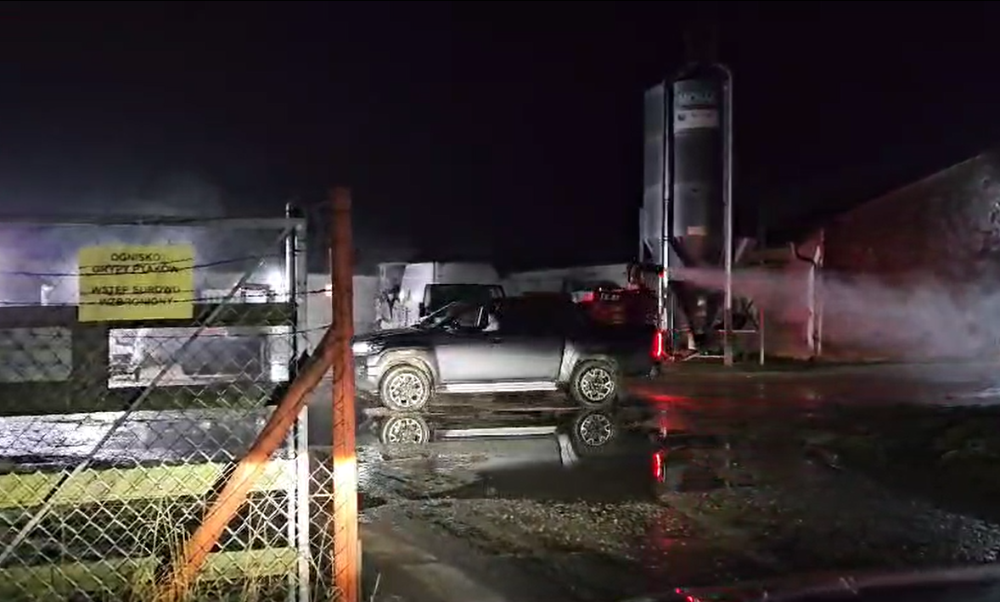 OGNISKO
GRYPY PTAKÓW
WSTĘP SUROWO
WZBRONIONY